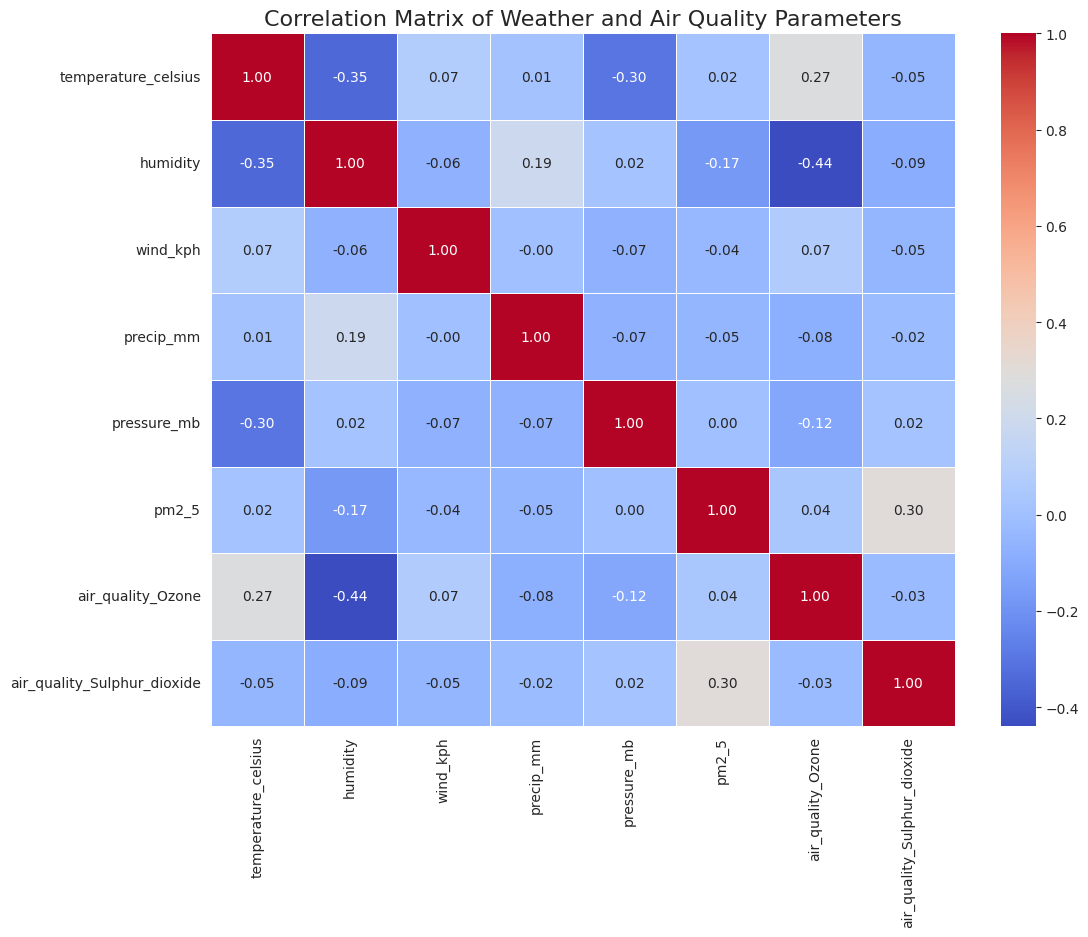 Correlation Matrix of Weather and Air Quality Parameters
temperature_celsius 1.00 -0.35 0.07 0.01 -0.30 0.02 0.27 -0.05
humidity -0.35 1.00 -0.06 0.19 0.02 -0.17 -0.44 -0.09
wind_kph 0.07 -0.06 1.00 -0.00 -0.07 -0.04 0.07 -0.05
precip_mm 0.01 0.19 -0.00 1.00 -0.07 -0.05 -0.08 -0.02
pressure_mb -0.30 0.02 -0.07 -0.07 1.00 0.00 -0.12 0.02
pm2_5 0.02 -0.17 -0.04 -0.05 0.00 1.00 0.04 0.30
air_quality_Ozone 0.27 -0.44 0.07 -0.08 -0.12 0.04 1.00 -0.03
air_quality_Sulphur_dioxide -0.05 -0.09 -0.05 -0.02 0.02 0.30 -0.03 1.00
temperature_celsius
humidity
wind_kph
precip_mm
pressure_mb
pm2_5
air_quality_Ozone
air_quality_Sulphur_dioxide
1.0
0.8
0.6
0.4
0.2
0.0
−0.2
−0.4